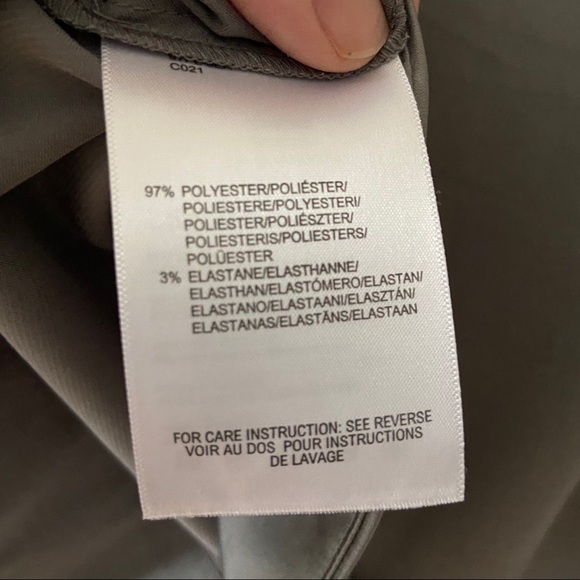 C021
97% POLYESTER/POLIÉSTER/
POLIESTERE/POLYESTERI/
POLIESTER/POLIÉSZTER/
POLIESTERIS/POLIESTERS/
POLÜESTER
3% ELASTANE/ELASTHANNE/
ELASTHAN/ELASTÓMERO/ELASTAN/
ELASTANO/ELASTAANI/ELASZTÁN/
ELASTANAS/ELASTĀNS/ELASTAAN
FOR CARE INSTRUCTION: SEE REVERSE
VOIR AU DOS POUR INSTRUCTIONS
DE LAVAGE